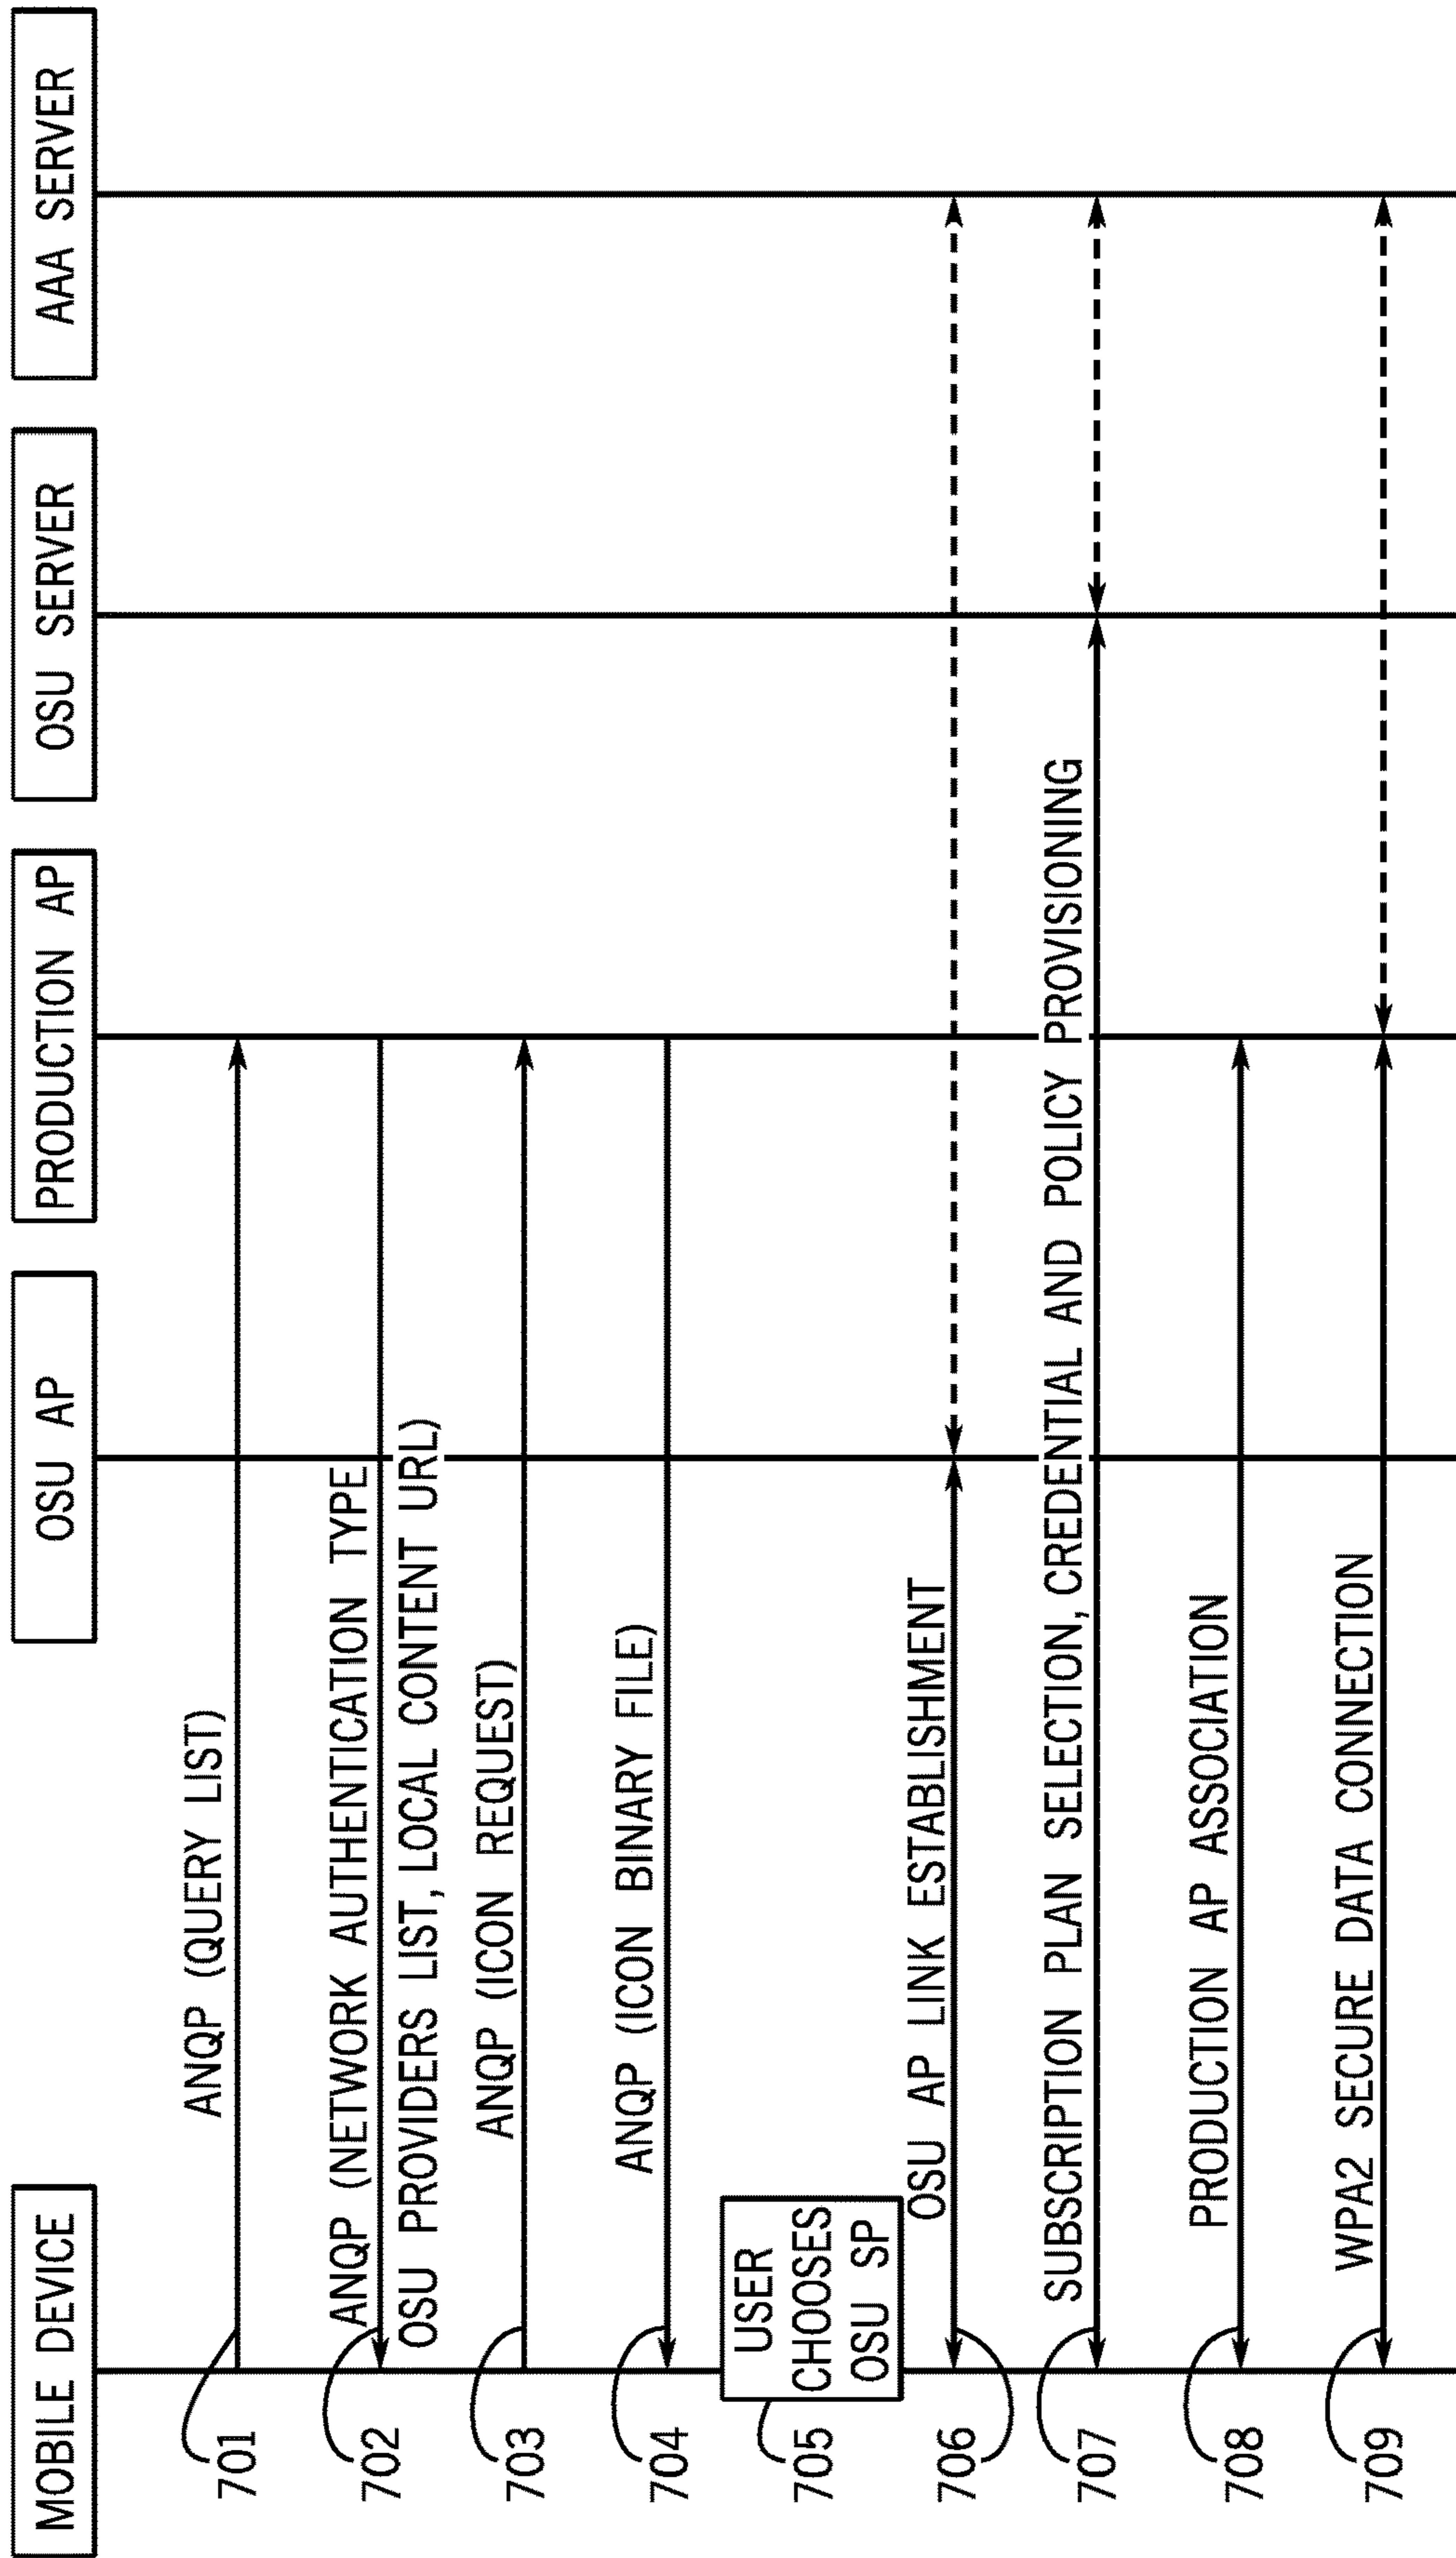 MOBILE DEVICE
OSU AP
PRODUCTION AP
OSU SERVER
AAA SERVER
701
ANQP (QUERY LIST)
702
ANQP (NETWORK AUTHENTICATION TYPE
OSU PROVIDERS LIST, LOCAL CONTENT URL)
703
ANQP (ICON REQUEST)
704
ANQP (ICON BINARY FILE)
705
USER
CHOOSES
OSU SP
706
OSU AP LINK ESTABLISHMENT
707
SUBSCRIPTION PLAN SELECTION, CREDENTIAL AND POLICY PROVISIONING
708
PRODUCTION AP ASSOCIATION
709
WPA2 SECURE DATA CONNECTION